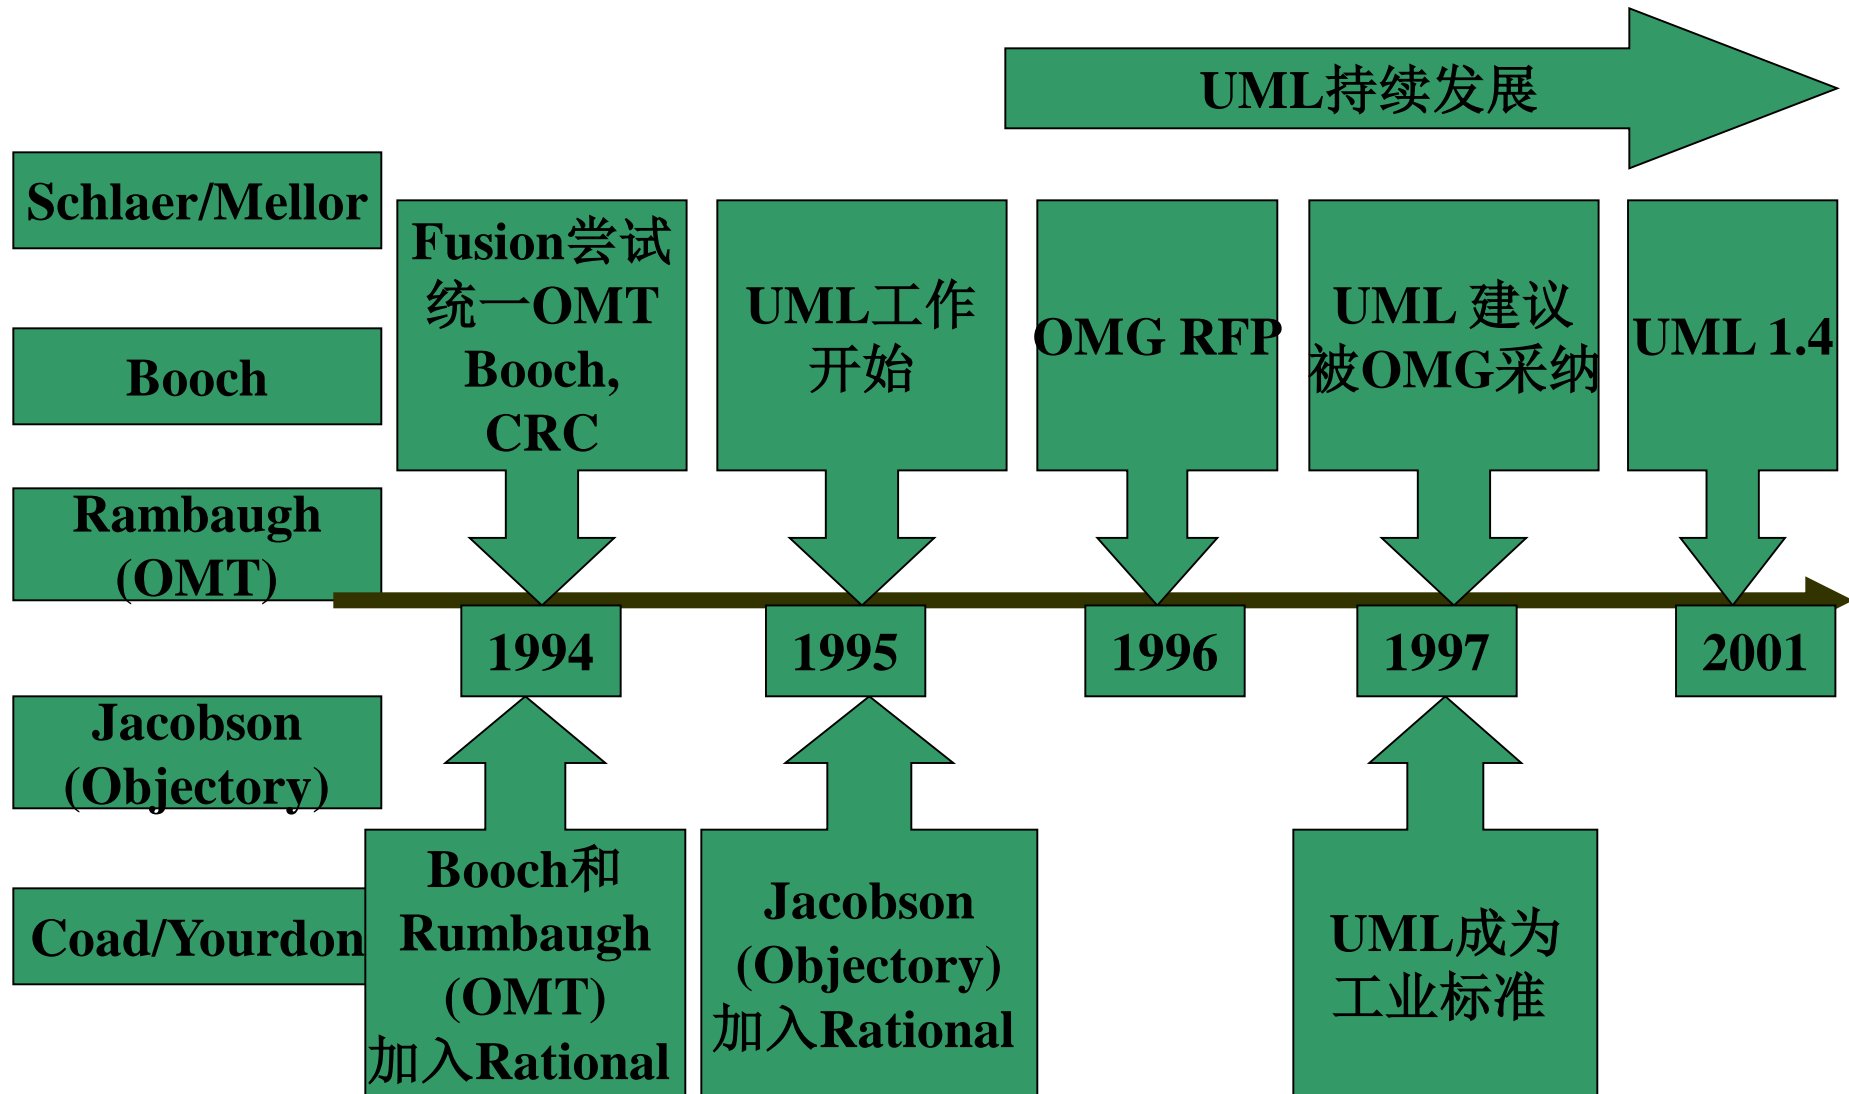 UML持续发展
Schlaer/Mellor
Booch
Rambaugh
(OMT)
Jacobson
(Objectory)
Coad/Yourdon
Fusion尝试
统一OMT
Booch,
CRC
UML工作
开始
OMG RFP
UML 建议
被OMG采纳
UML 1.4
1994
1995
1996
1997
2001
Booch和
Rumbaugh
(OMT)
加入Rational
Jacobson
(Objectory)
加入Rational
UML成为
工业标准